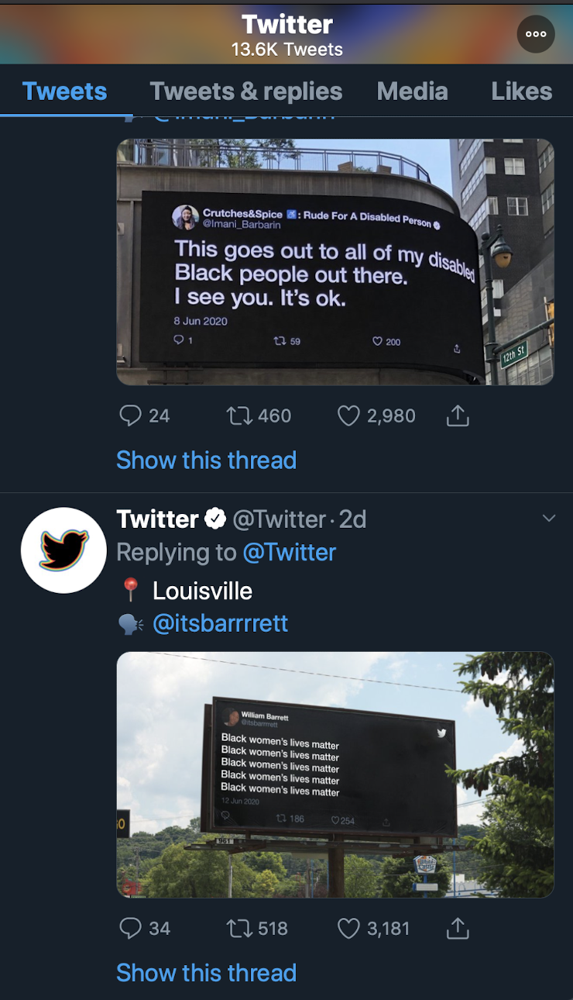 Twitter
13.6K Tweets
Tweets
Tweets & replies
Media
Likes
Crutches&Spice ♿: Rude For A Disabled Person
@Imani_Barbarin
This goes out to all of my disabled
Black people out there.
I see you. It's ok.
8 Jun 2020
1
59
200
12th St
24
460
2,980
Show this thread
Twitter @Twitter · 2d
Replying to @Twitter
📍 Louisville
🗣 @itsbarrrrett
William Barrett
@itsbarrrrett
Black women's lives matter
Black women's lives matter
Black women's lives matter
Black women's lives matter
Black women's lives matter
12 Jun 2020
186
254
961
White Castle
34
518
3,181
Show this thread